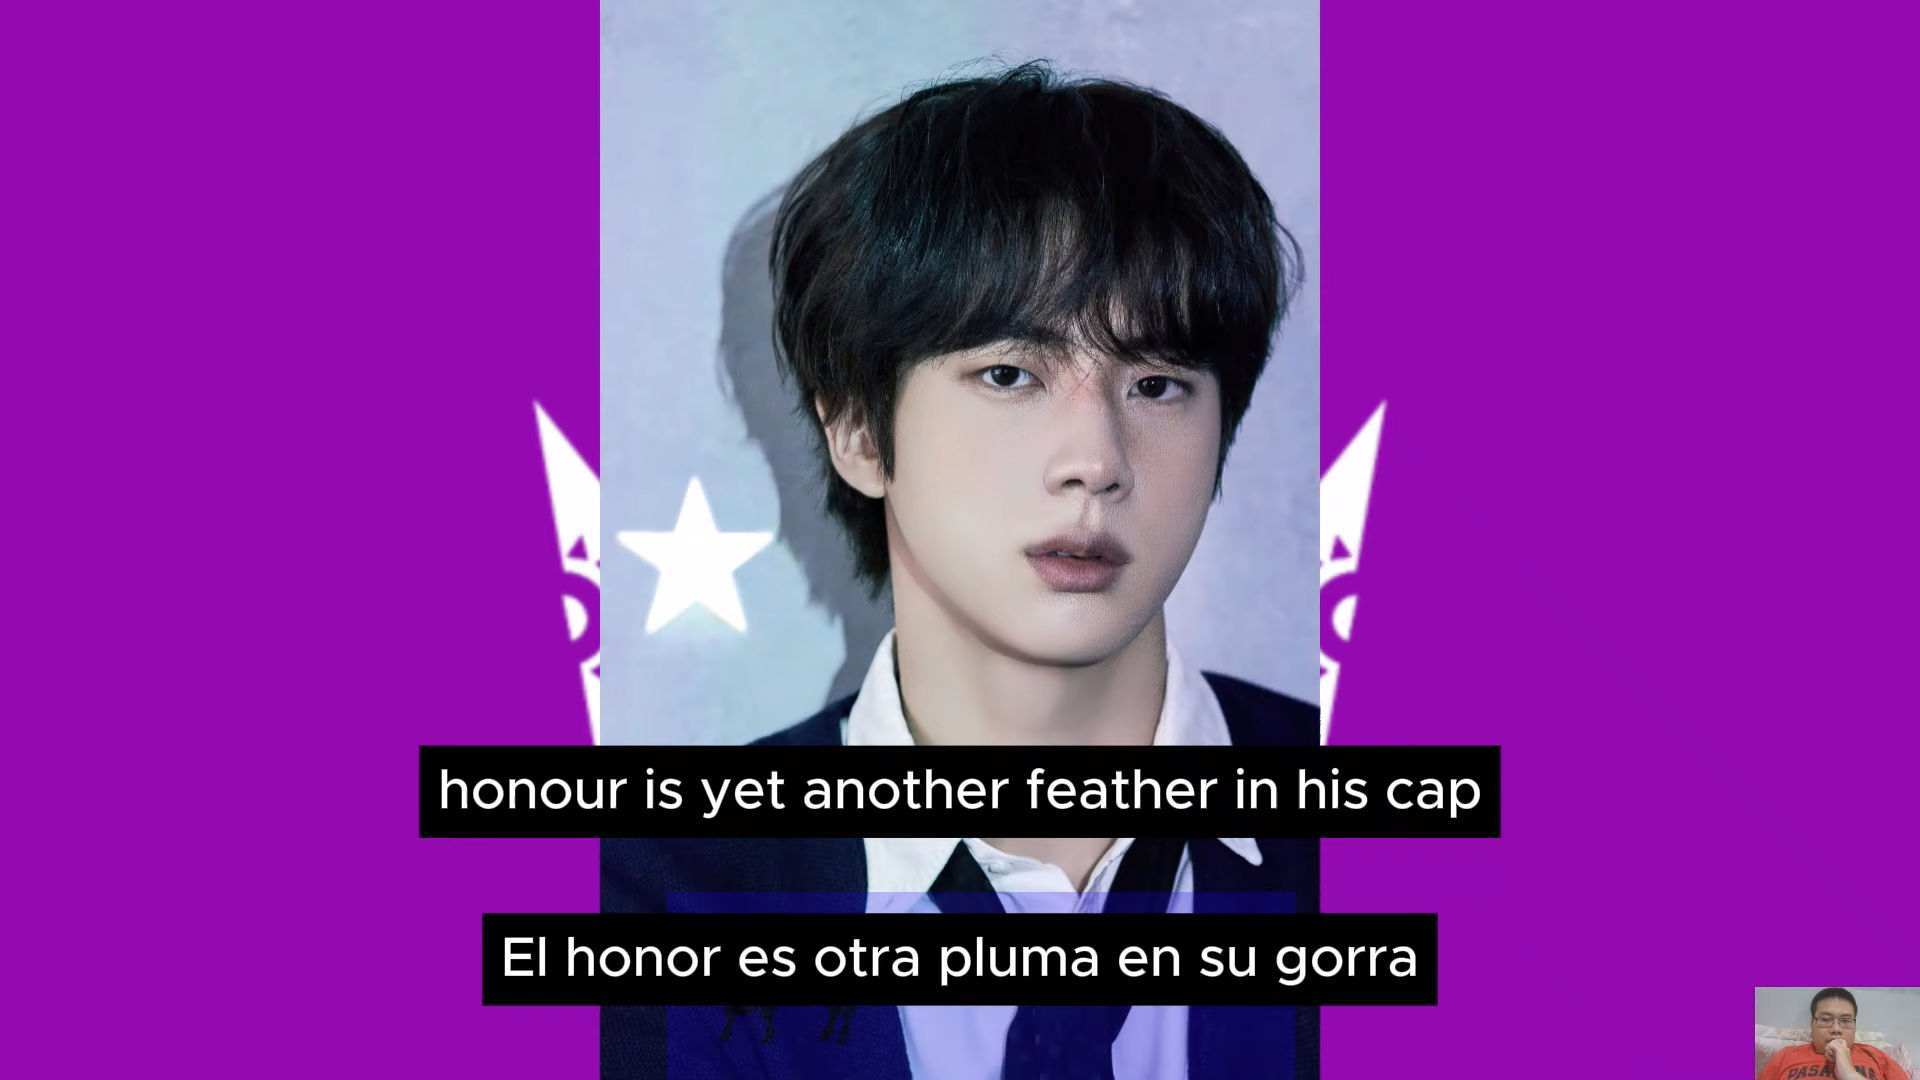 honour is yet another feather in his cap
El honor es otra pluma en su gorra